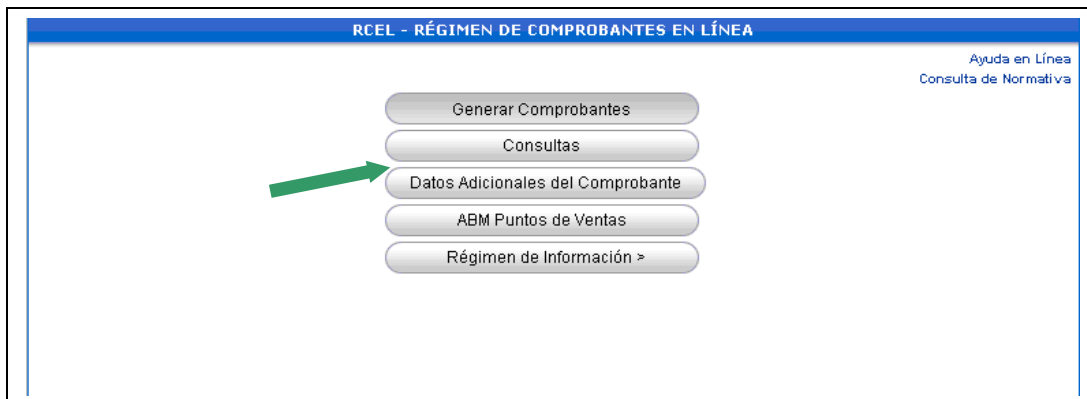 RCEL - RÉGIMEN DE COMPROBANTES EN LÍNEA
Ayuda en Línea
Consulta de Normativa
Generar Comprobantes
Consultas
Datos Adicionales del Comprobante
ABM Puntos de Ventas
Régimen de Información >